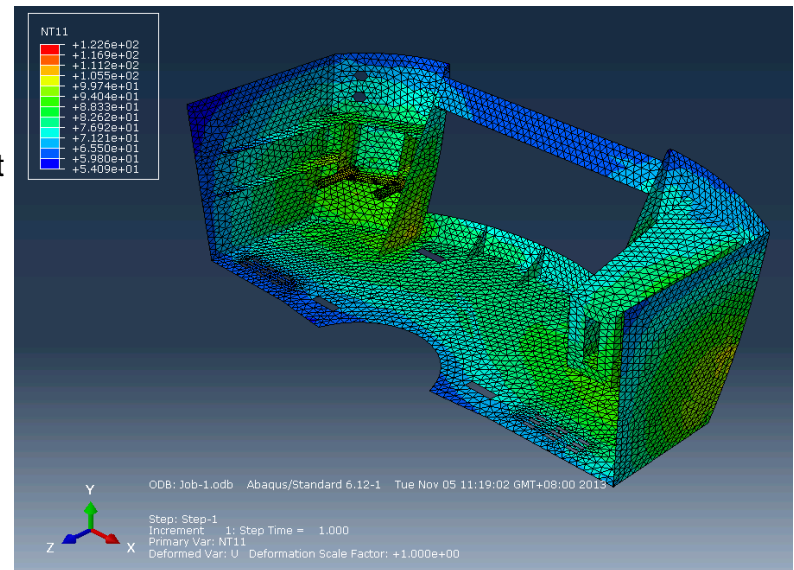 NT11
+1.226e+02
+1.169e+02
+1.112e+02
+1.055e+02
+9.974e+01
+9.404e+01
+8.833e+01
+8.262e+01
+7.692e+01
+7.121e+01
+6.550e+01
+5.980e+01
+5.409e+01
t
ODB: Job-1.odb Abaqus/Standard 6.12-1 Tue Nov 05 11:19:02 GMT+08:00 2013
Y
Z
X
Step: Step-1
Increment 1: Step Time = 1.000
Primary Var: NT11
Deformed Var: U Deformation Scale Factor: +1.000e+00